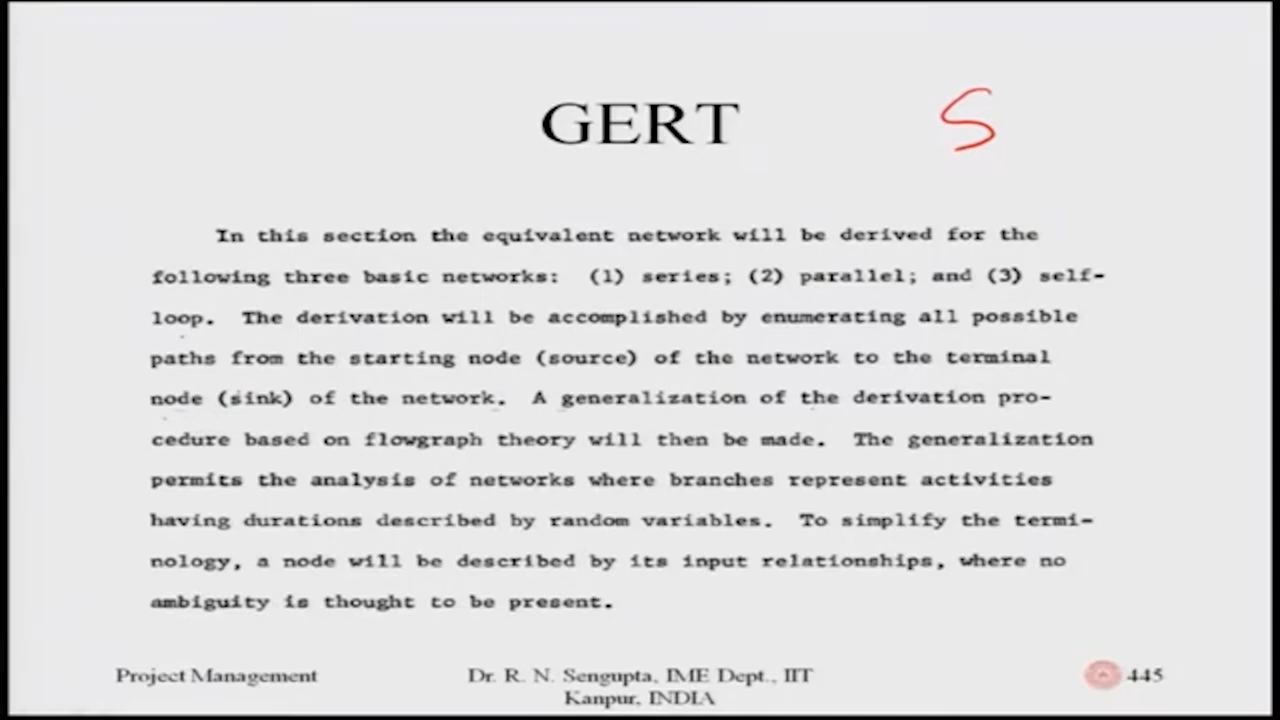 GERT
S
In this section the equivalent network will be derived for the
following three basic networks: (1) series; (2) parallel; and (3) self-
loop. The derivation will be accomplished by enumerating all possible
paths from the starting node (source) of the network to the terminal
node (sink) of the network. A generalization of the derivation pro-
cedure based on flowgraph theory will then be made. The generalization
permits the analysis of networks where branches represent activities
having durations described by random variables. To simplify the termi-
nology, a node will be described by its input relationships, where no
ambiguity is thought to be present.
Project Management
Dr. R. N. Sengupta, IME Dept., IIT
Kanpur, INDIA
445